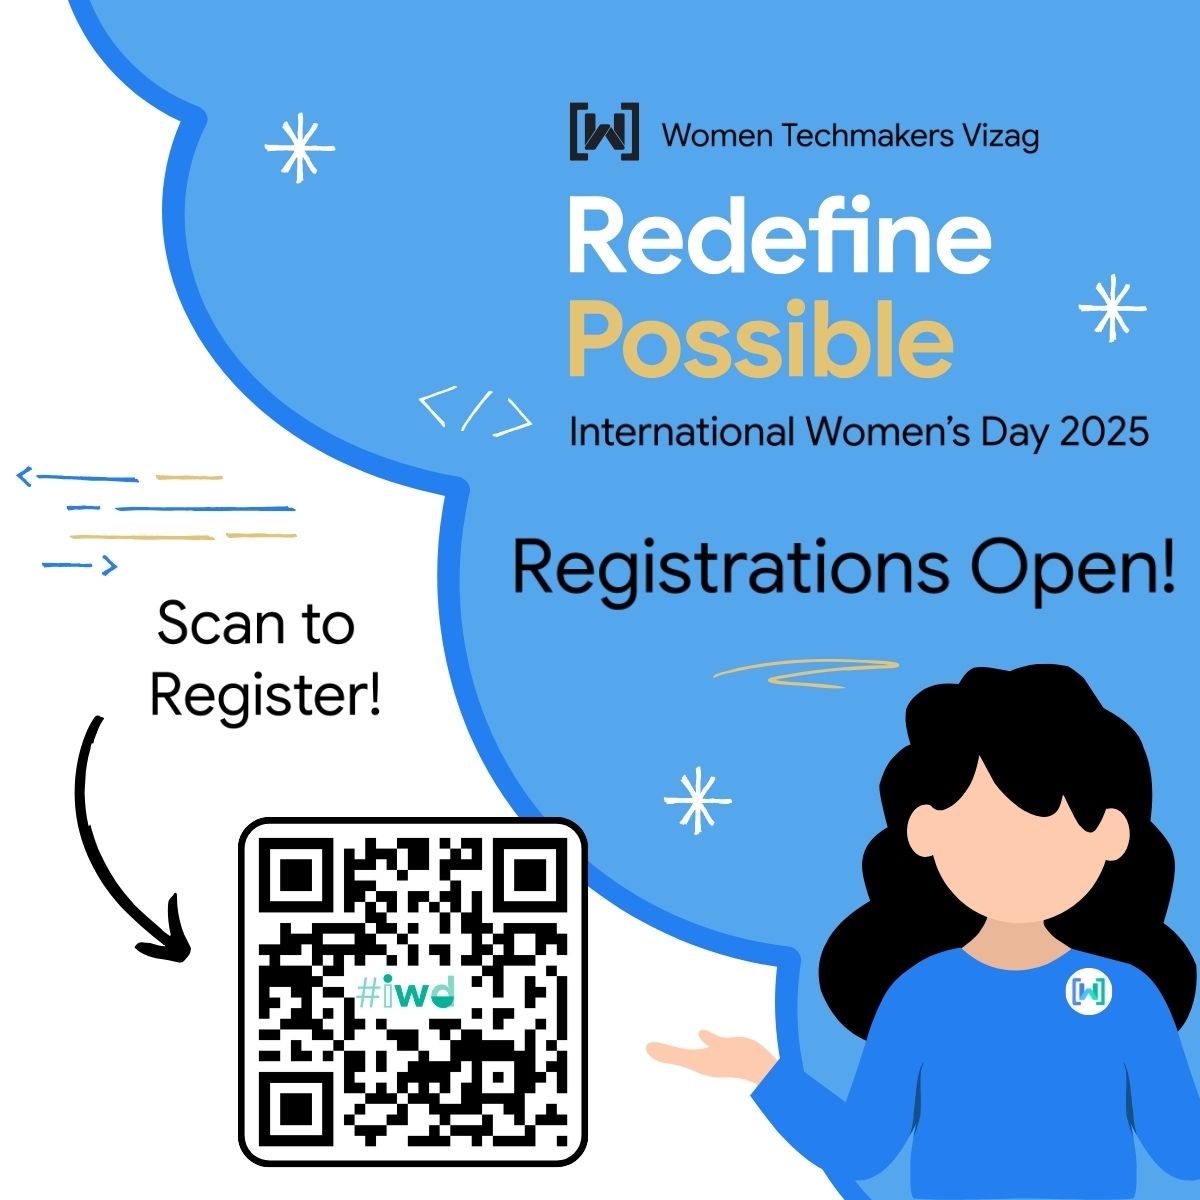 [W] Women Techmakers Vizag
Redefine
Possible
</>
International Women's Day 2025
Registrations Open!
Scan to
Register!
#iwd
[W]